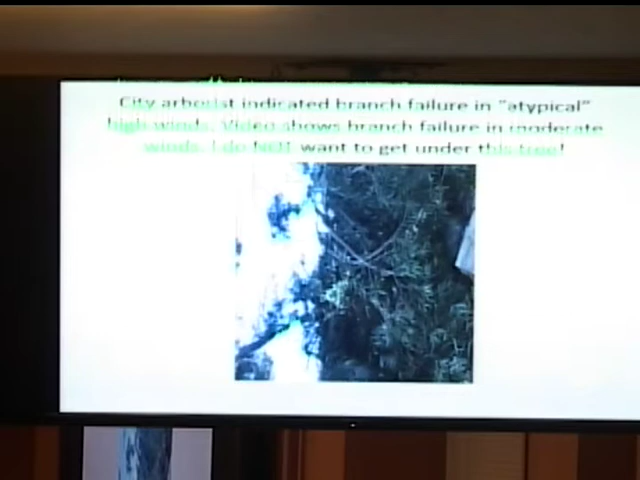 City arborist indicated branch failure in "atypical"
high winds. Video shows branch failure in moderate
winds. I do NOT want to get under this tree!